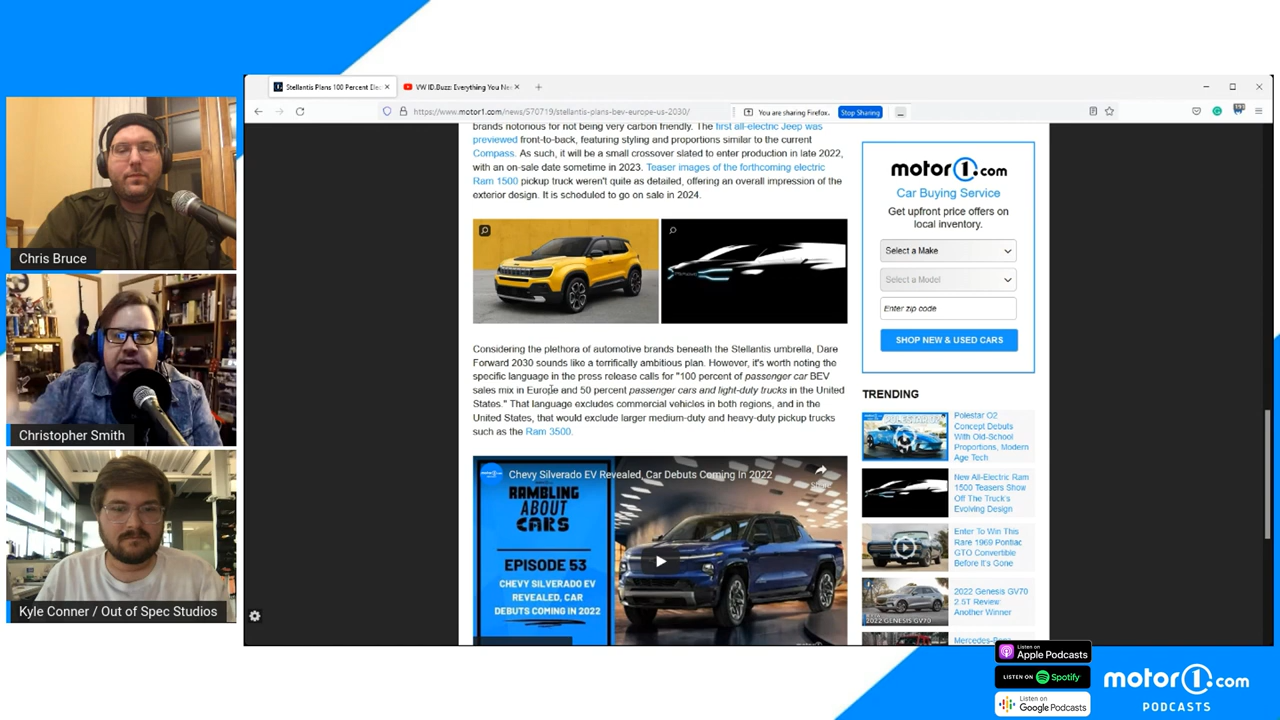 Chris Bruce
Christopher Smith
Kyle Conner / Out of Spec Studios
Stellantis Plans 100 Percent Elec
VW ID.Buzz: Everything You Nee
https://www.motor1.com/news/570719/stellantis-plans-bev-europe-us-2030/
You are sharing Firefox.
Stop Sharing
brands notorious for not being very carbon friendly. The first all-electric Jeep was
previewed front-to-back, featuring styling and proportions similar to the current
Compass. As such, it will be a small crossover slated to enter production in late 2022,
with an on-sale date sometime in 2023. Teaser images of the forthcoming electric
Ram 1500 pickup truck weren't quite as detailed, offering an overall impression of the
exterior design. It is scheduled to go on sale in 2024.
Considering the plethora of automotive brands beneath the Stellantis umbrella, Dare
Forward 2030 sounds like a terrifically ambitious plan. However, it's worth noting the
specific language in the press release calls for "100 percent of passenger car BEV
sales mix in Europe and 50 percent passenger cars and light-duty trucks in the United
States." That language excludes commercial vehicles in both regions, and in the
United States, that would exclude larger medium-duty and heavy-duty pickup trucks
such as the Ram 3500.
Chevy Silverado EV Revealed, Car Debuts Coming In 2022
Share
RAMBLING
ABOUT
CARS
EPISODE 53
CHEVY SILVERADO EV
REVEALED, CAR
DEBUTS COMING IN 2022
motor1.com
Car Buying Service
Get upfront price offers on
local inventory.
Select a Make
Select a Model
Enter zip code
SHOP NEW & USED CARS
TRENDING
Polestar O2
Concept Debuts
With Old-School
Proportions, Modern
Age Tech
New All-Electric Ram
1500 Teasers Show
Off The Truck's
Evolving Design
Enter To Win This
Rare 1969 Pontiac
GTO Convertible
Before It's Gone
2022 GENESIS GV70
2022 Genesis GV70
2.5T Review:
Another Winner
Mercedes-Benz
Listen on
Apple Podcasts
LISTEN ON Spotify
Listen on
Google Podcasts
motor1.com
PODCASTS